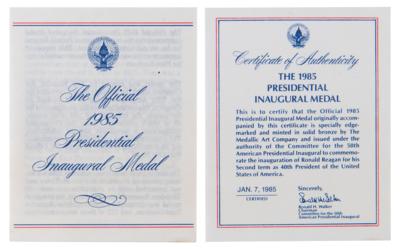 The Official
1985
Presidential
Inaugural Medal
Certificate of Authenticity
THE 1985
PRESIDENTIAL
INAUGURAL MEDAL
This is to certify that the Official 1985
Presidential Inaugural Medal originally accom-
panied by this certificate is specially edge-
marked and minted in solid bronze by The
Medallic Art Company and issued under the
authority of the Committee for the 50th
American Presidential Inaugural to commemo-
rate the inauguration of Ronald Reagan for his
Second term as 40th President of the United
States in January 1985.
JAN. 7, 1985
CERTIFIED
Sincerely,
Ronald H. Walker
Chairman
Committee for the 50th
American Presidential Inaugural